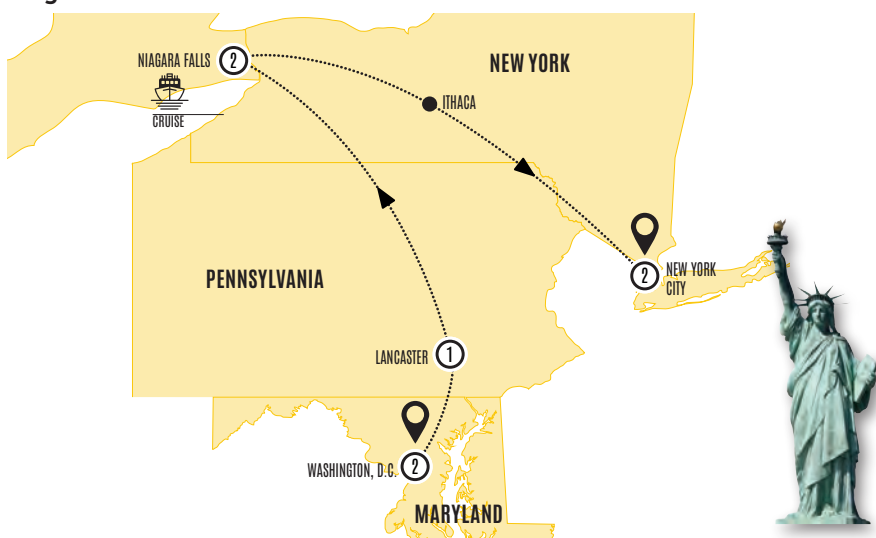 NIAGARA FALLS 2
CRUISE
NEW YORK
ITHACA
2 NEW YORK
CITY
PENNSYLVANIA
LANCASTER 1
WASHINGTON, D.C. 2
MARYLAND